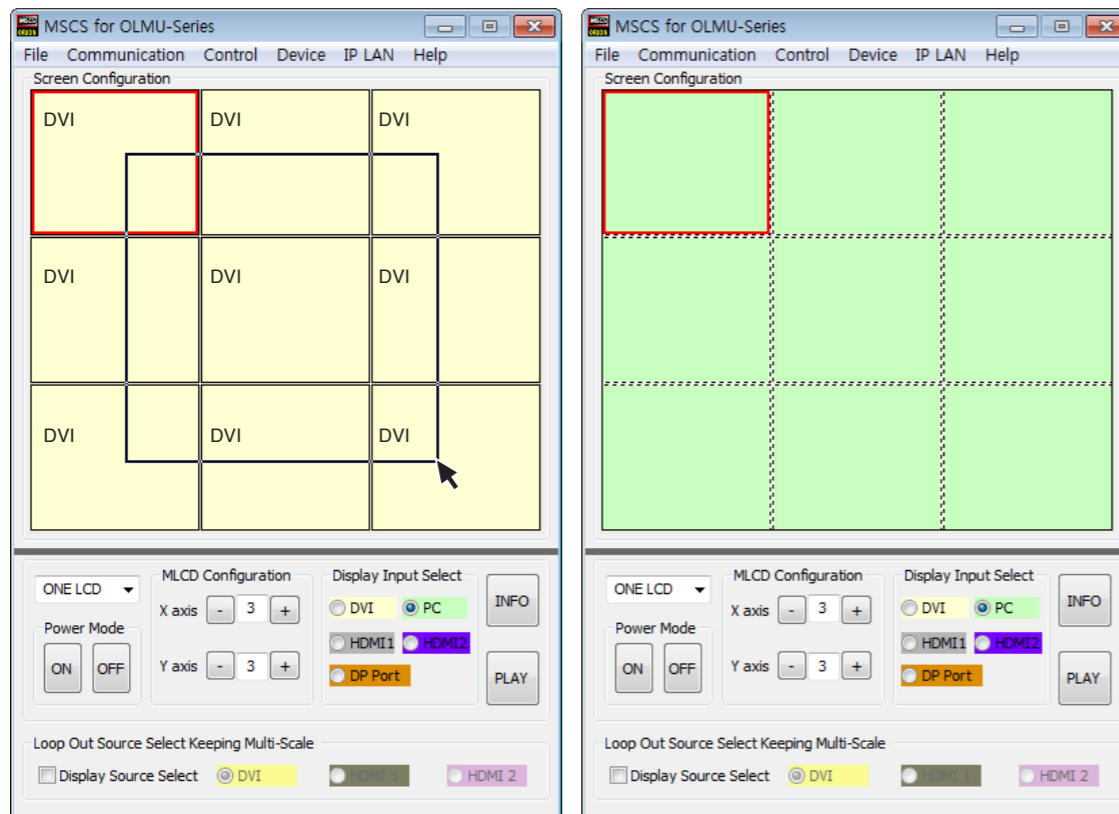 MSCS for OLMU-Series
File Communication Control Device IP LAN Help
Screen Configuration
DVI DVI DVI
DVI DVI DVI
DVI DVI DVI
ONE LCD
MLCD Configuration
Display Input Select
X axis - 3 +
DVI PC
INFO
Power Mode
HDMI1 HDMI2
ON OFF
Y axis - 3 +
DP Port
PLAY
Loop Out Source Select Keeping Multi-Scale
Display Source Select DVI HDMI 1 HDMI 2
MSCS for OLMU-Series
File Communication Control Device IP LAN Help
Screen Configuration
ONE LCD
MLCD Configuration
Display Input Select
X axis - 3 +
DVI PC
INFO
Power Mode
HDMI1 HDMI2
ON OFF
Y axis - 3 +
DP Port
PLAY
Loop Out Source Select Keeping Multi-Scale
Display Source Select DVI HDMI 1 HDMI 2